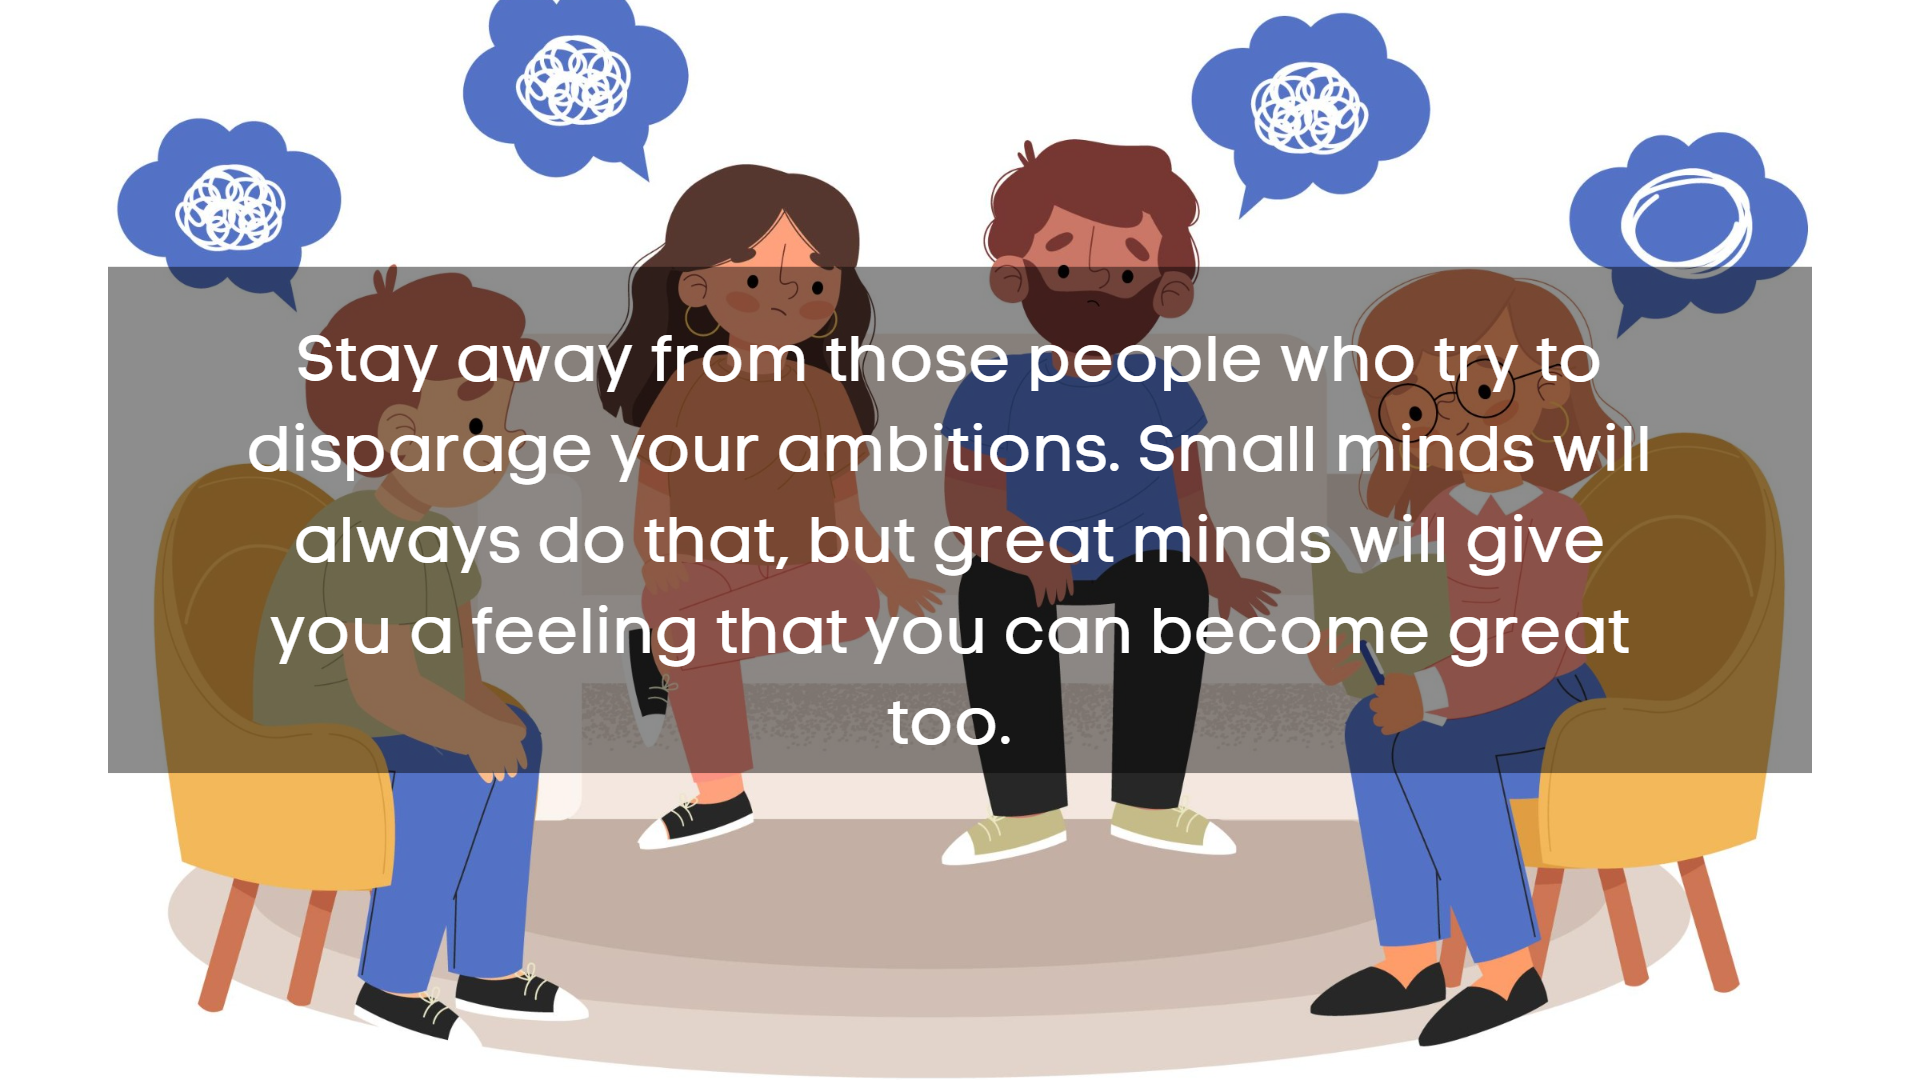 Stay away from those people who try to
disparage your ambitions. Small minds will
always do that, but great minds will give
you a feeling that you can become great
too.